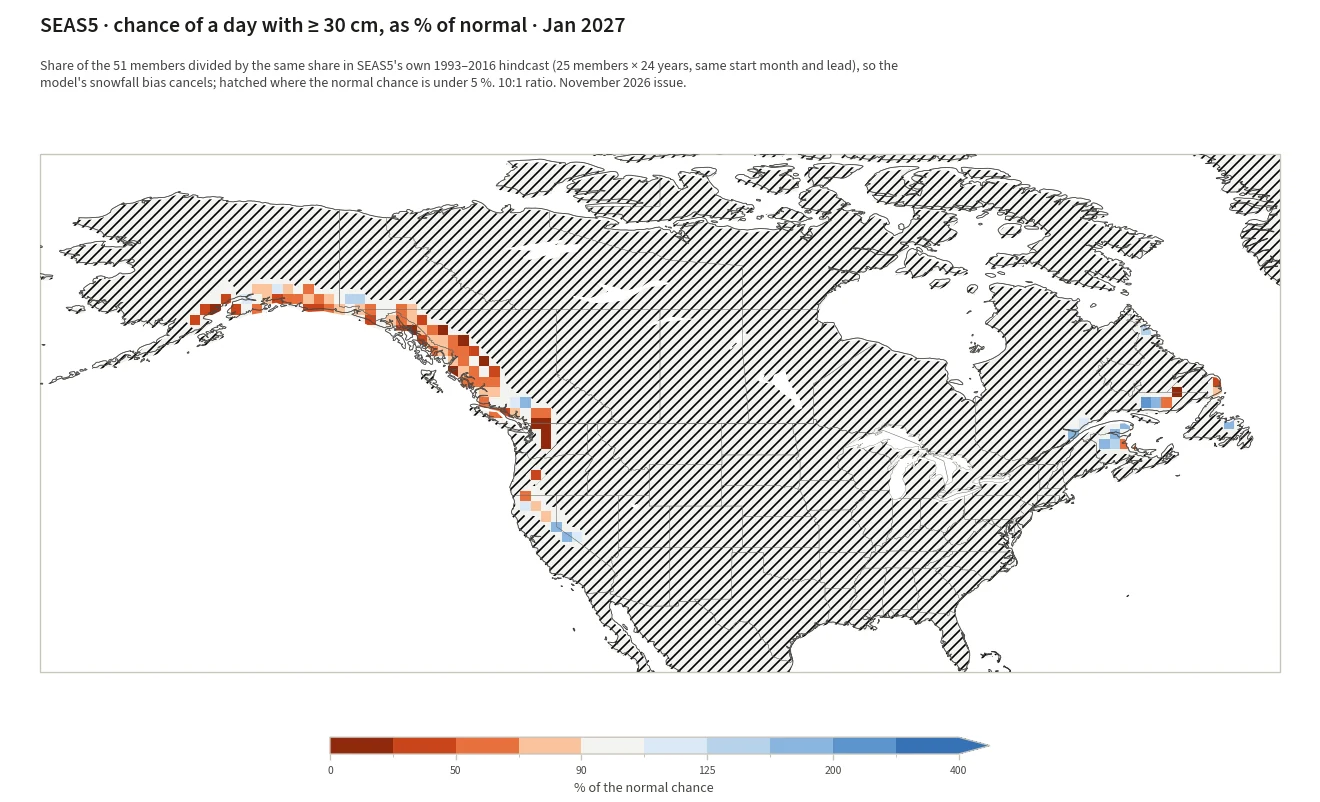 SEAS5 · chance of a day with ≥ 30 cm, as % of normal · Jan 2027
Share of the 51 members divided by the same share in SEAS5's own 1993–2016 hindcast (25 members × 24 years, same start month and lead), so the
model's snowfall bias cancels; hatched where the normal chance is under 5 %. 10:1 ratio. November 2026 issue.
0 50 90 125 200 400
% of the normal chance